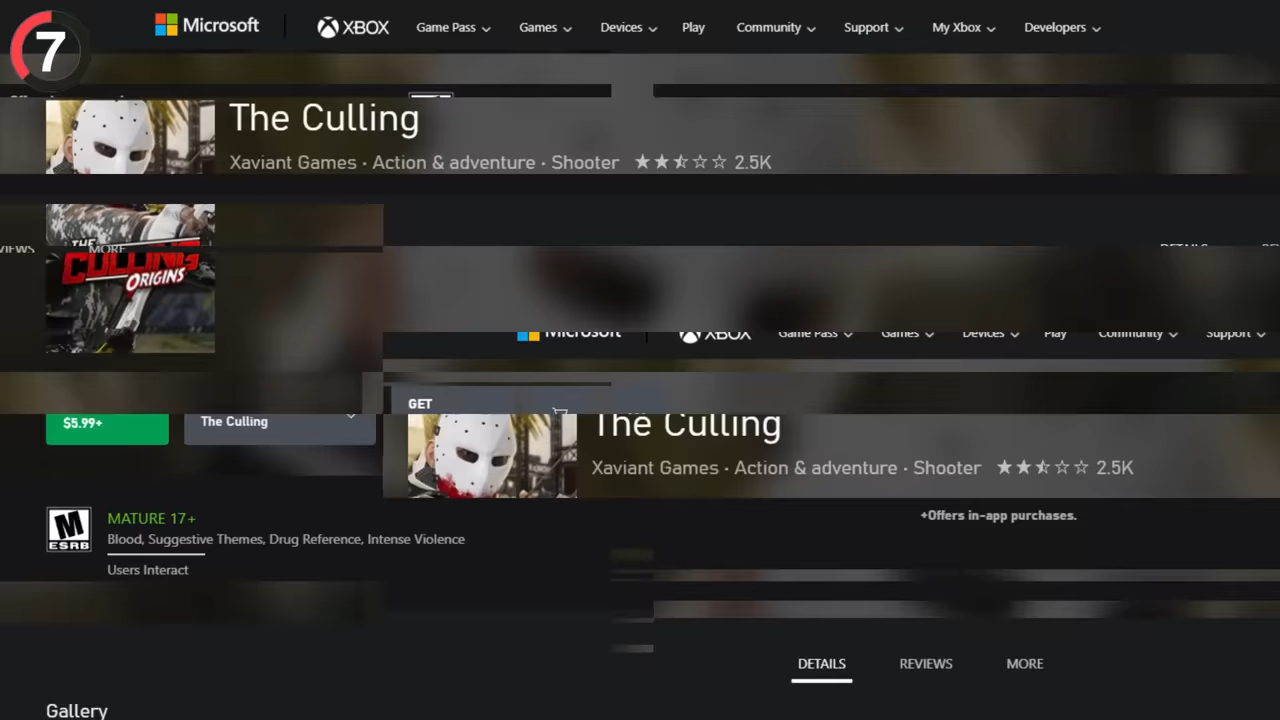 7
Microsoft
XBOX
Game Pass
Games
Devices
Play
Community
Support
My Xbox
Developers
The Culling
Xaviant Games · Action & adventure · Shooter ★★⯪☆☆ 2.5K
MORE
THE
CULLING
ORIGINS
Microsoft
XBOX
Game Pass
Games
Devices
Play
Community
Support
DETAILS
GET
$5.99+
The Culling
The Culling
Xaviant Games · Action & adventure · Shooter ★★⯪☆☆ 2.5K
+Offers in-app purchases.
M
ESRB
MATURE 17+
Blood, Suggestive Themes, Drug Reference, Intense Violence
Users Interact
DETAILS
REVIEWS
MORE
Gallery